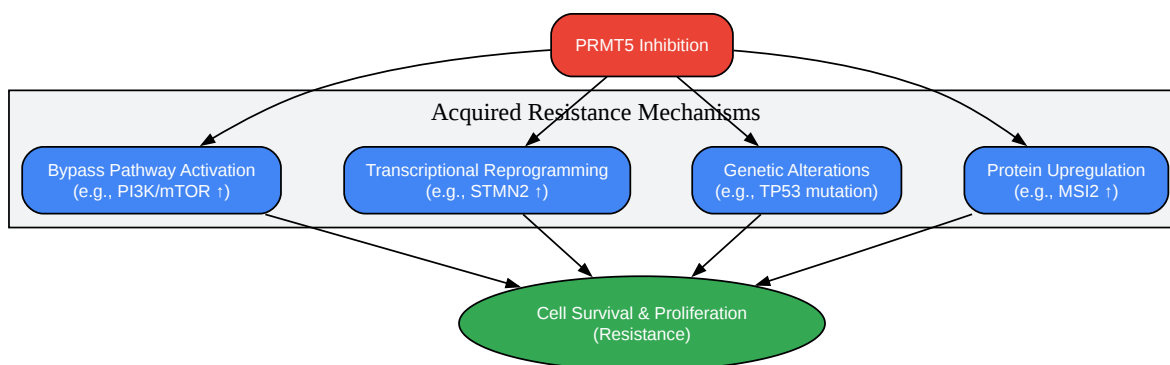 PRMT5 Inhibition
Acquired Resistance Mechanisms
Bypass Pathway Activation
(e.g., PI3K/mTOR ↑)
Transcriptional Reprogramming
(e.g., STMN2 ↑)
Genetic Alterations
(e.g., TP53 mutation)
Protein Upregulation
(e.g., MSI2 ↑)
Cell Survival & Proliferation
(Resistance)